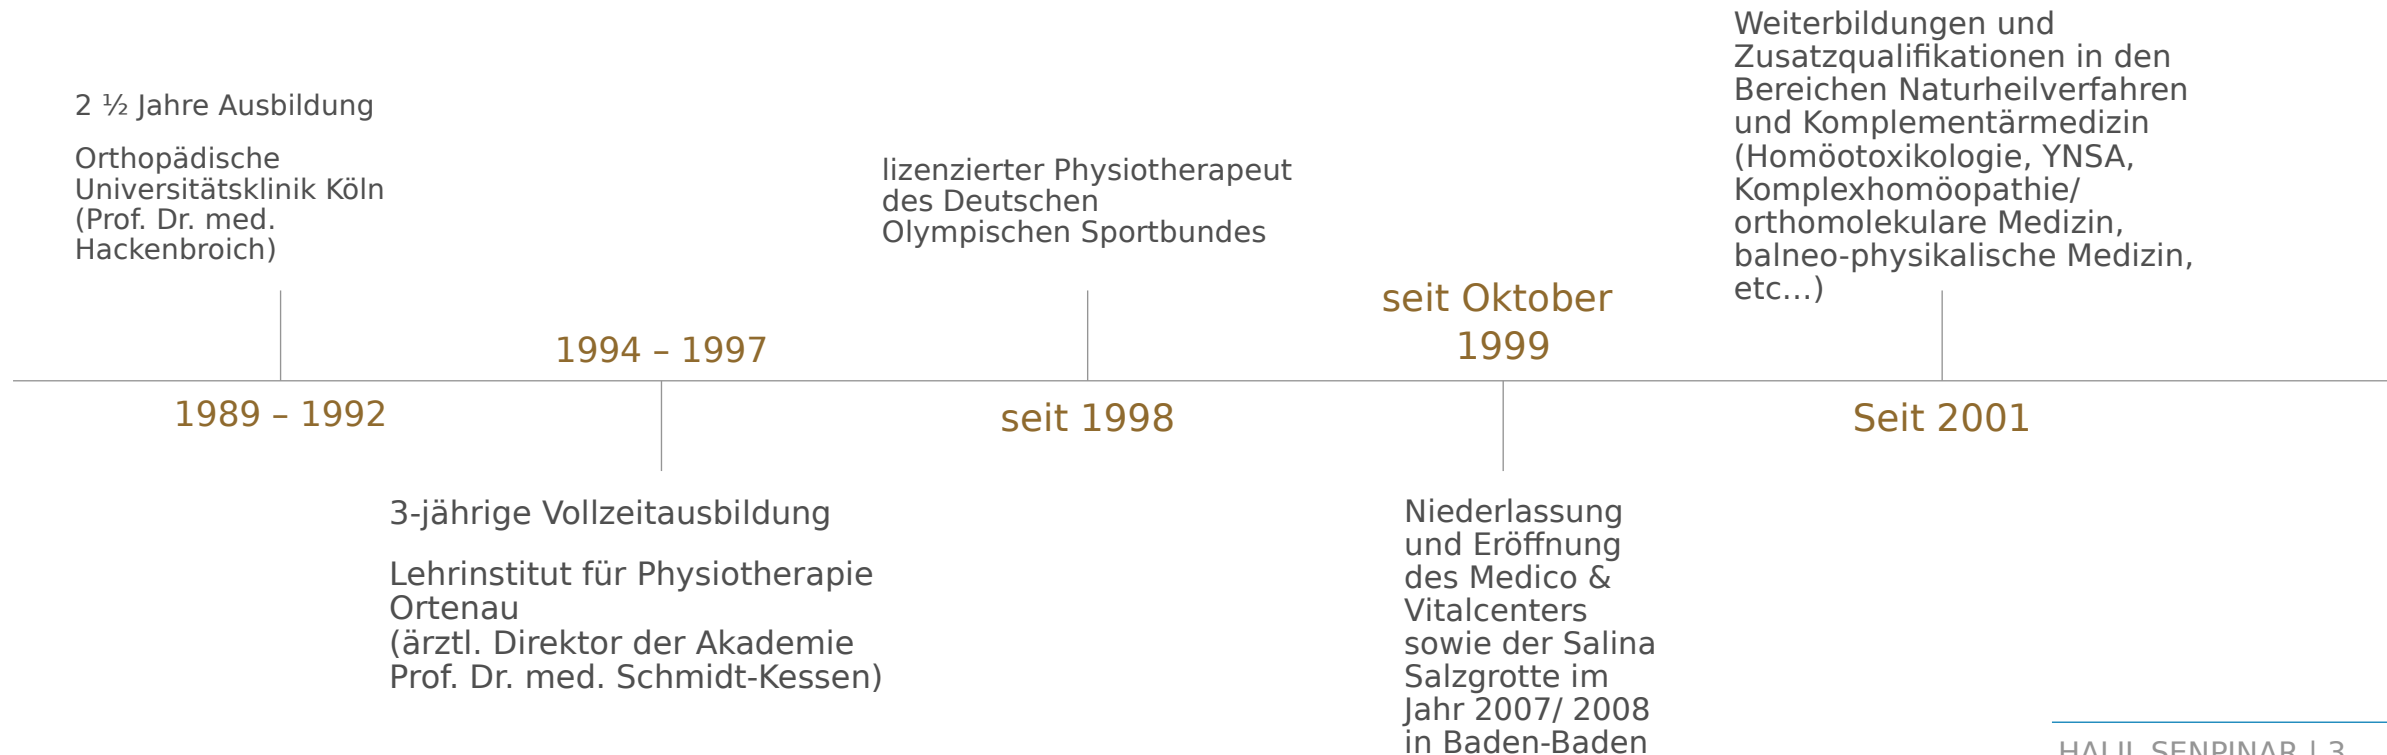 2 ½ Jahre Ausbildung
Orthopädische
Universitätsklinik Köln
(Prof. Dr. med.
Hackenbroich)
1989 – 1992
1994 – 1997
3-jährige Vollzeitausbildung
Lehrinstitut für Physiotherapie
Ortenau
(ärztl. Direktor der Akademie
Prof. Dr. med. Schmidt-Kessen)
lizenzierter Physiotherapeut
des Deutschen
Olympischen Sportbundes
seit 1998
seit Oktober
1999
Niederlassung
und Eröffnung
des Medico &
Vitalcenters
sowie der Salina
Salzgrotte im
Jahr 2007/ 2008
in Baden-Baden
Weiterbildungen und
Zusatzqualifikationen in den
Bereichen Naturheilverfahren
und Komplementärmedizin
(Homöotoxikologie, YNSA,
Komplexhomöopathie/
orthomolekulare Medizin,
balneo-physikalische Medizin,
etc…)
Seit 2001
HALIL SENPINAR | 3